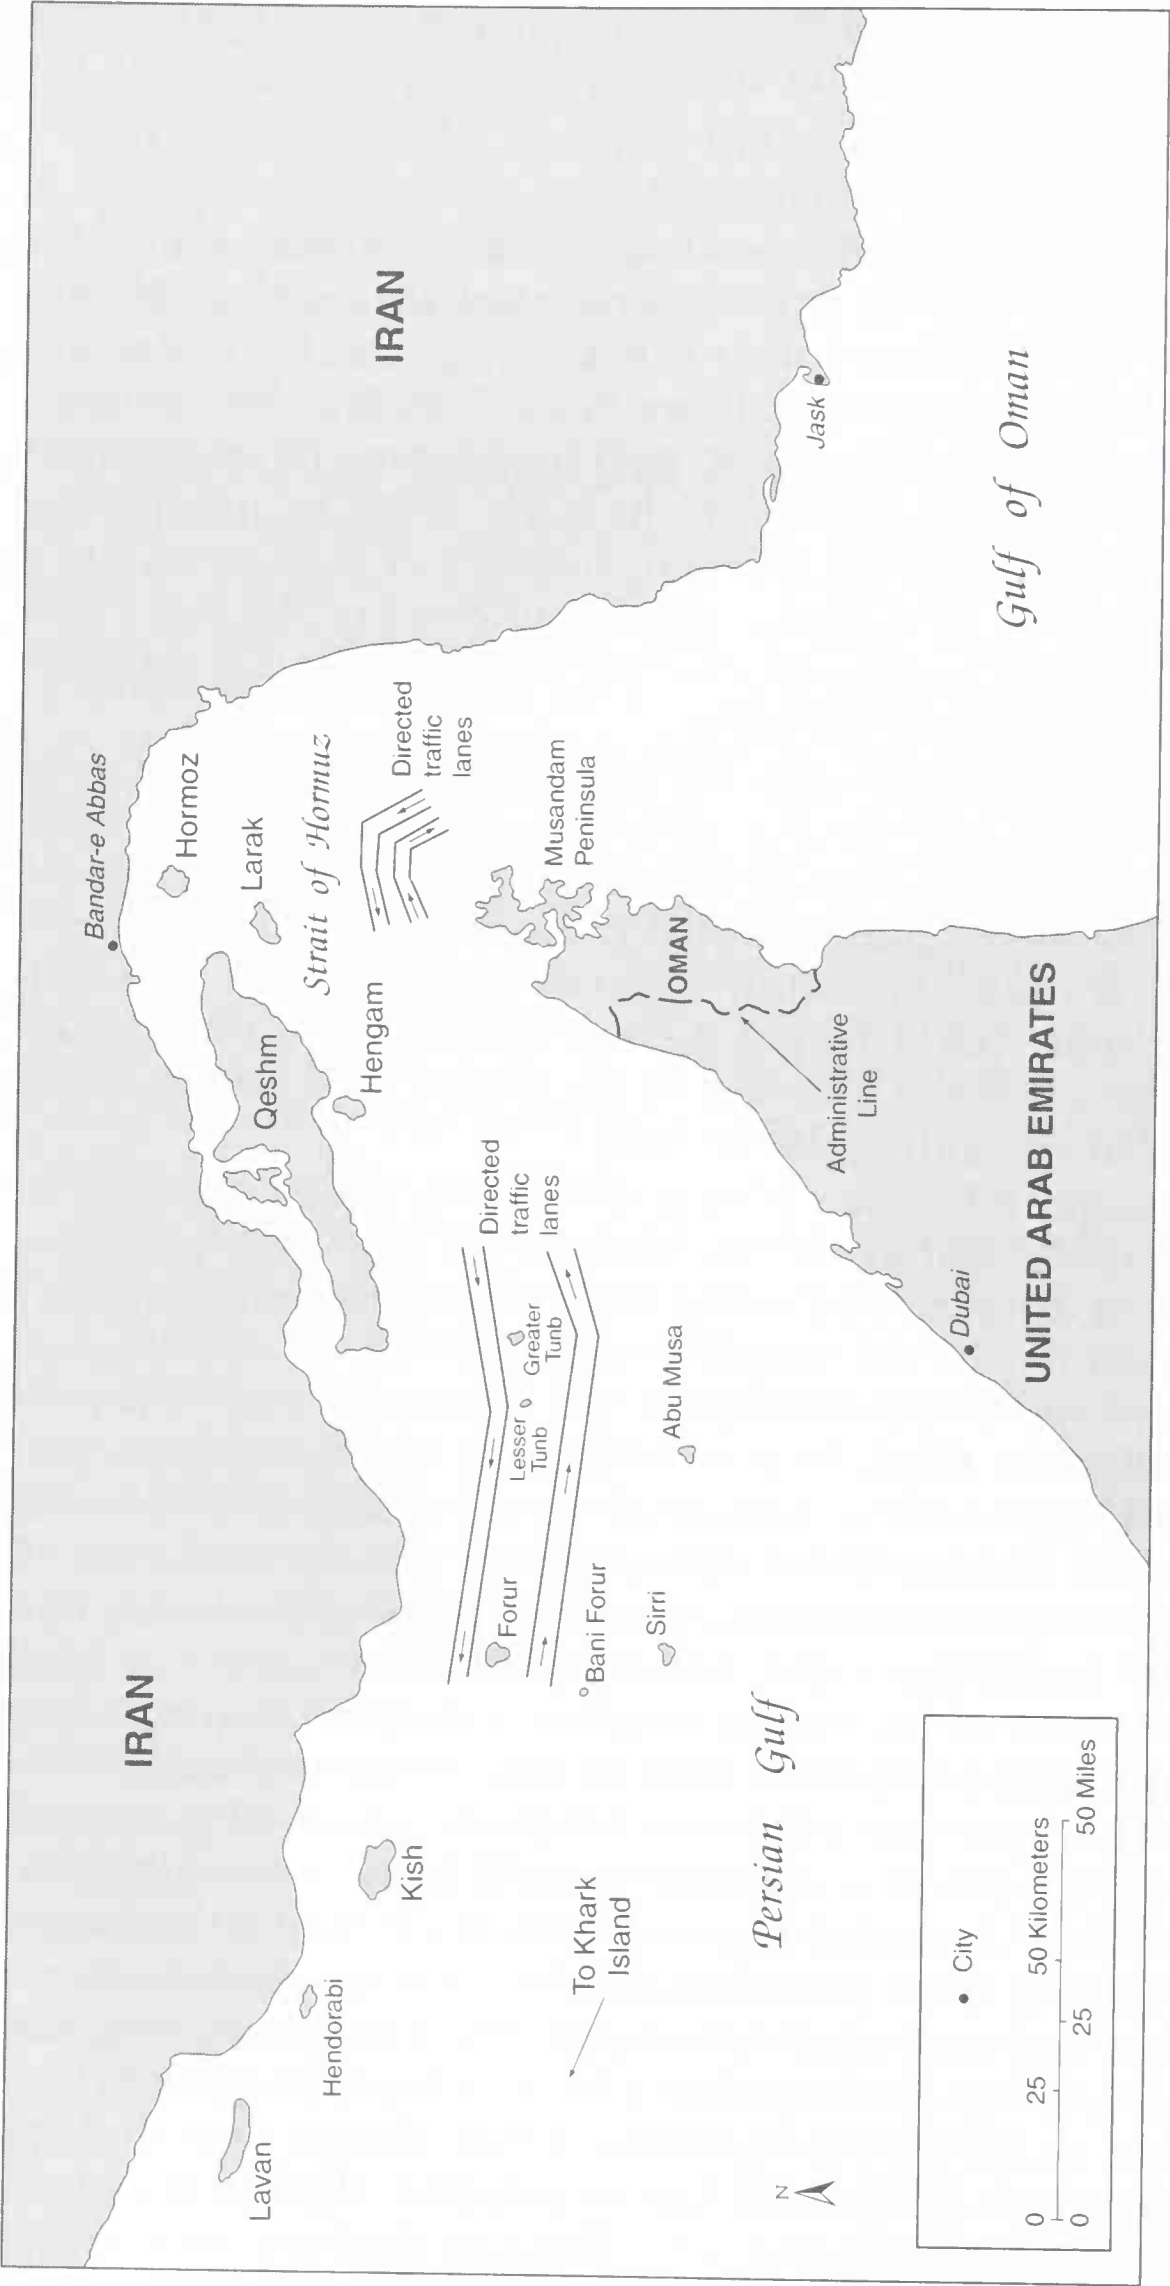 IRAN
IRAN
Bandar-e Abbas
Hormoz
Larak
Strait of Hormuz
Directed
traffic
lanes
Qeshm
Hengam
Musandam
Peninsula
OMAN
Administrative
Line
Jask
Gulf of Oman
Directed
traffic
lanes
Greater
Tunb
Lesser
Tunb
Abu Musa
Forur
Bani Forur
Sirri
Dubai
UNITED ARAB EMIRATES
Kish
Hendorabi
Lavan
To Khark
Island
Persian Gulf
N
City
0 25 50 Kilometers
0 25 50 Miles